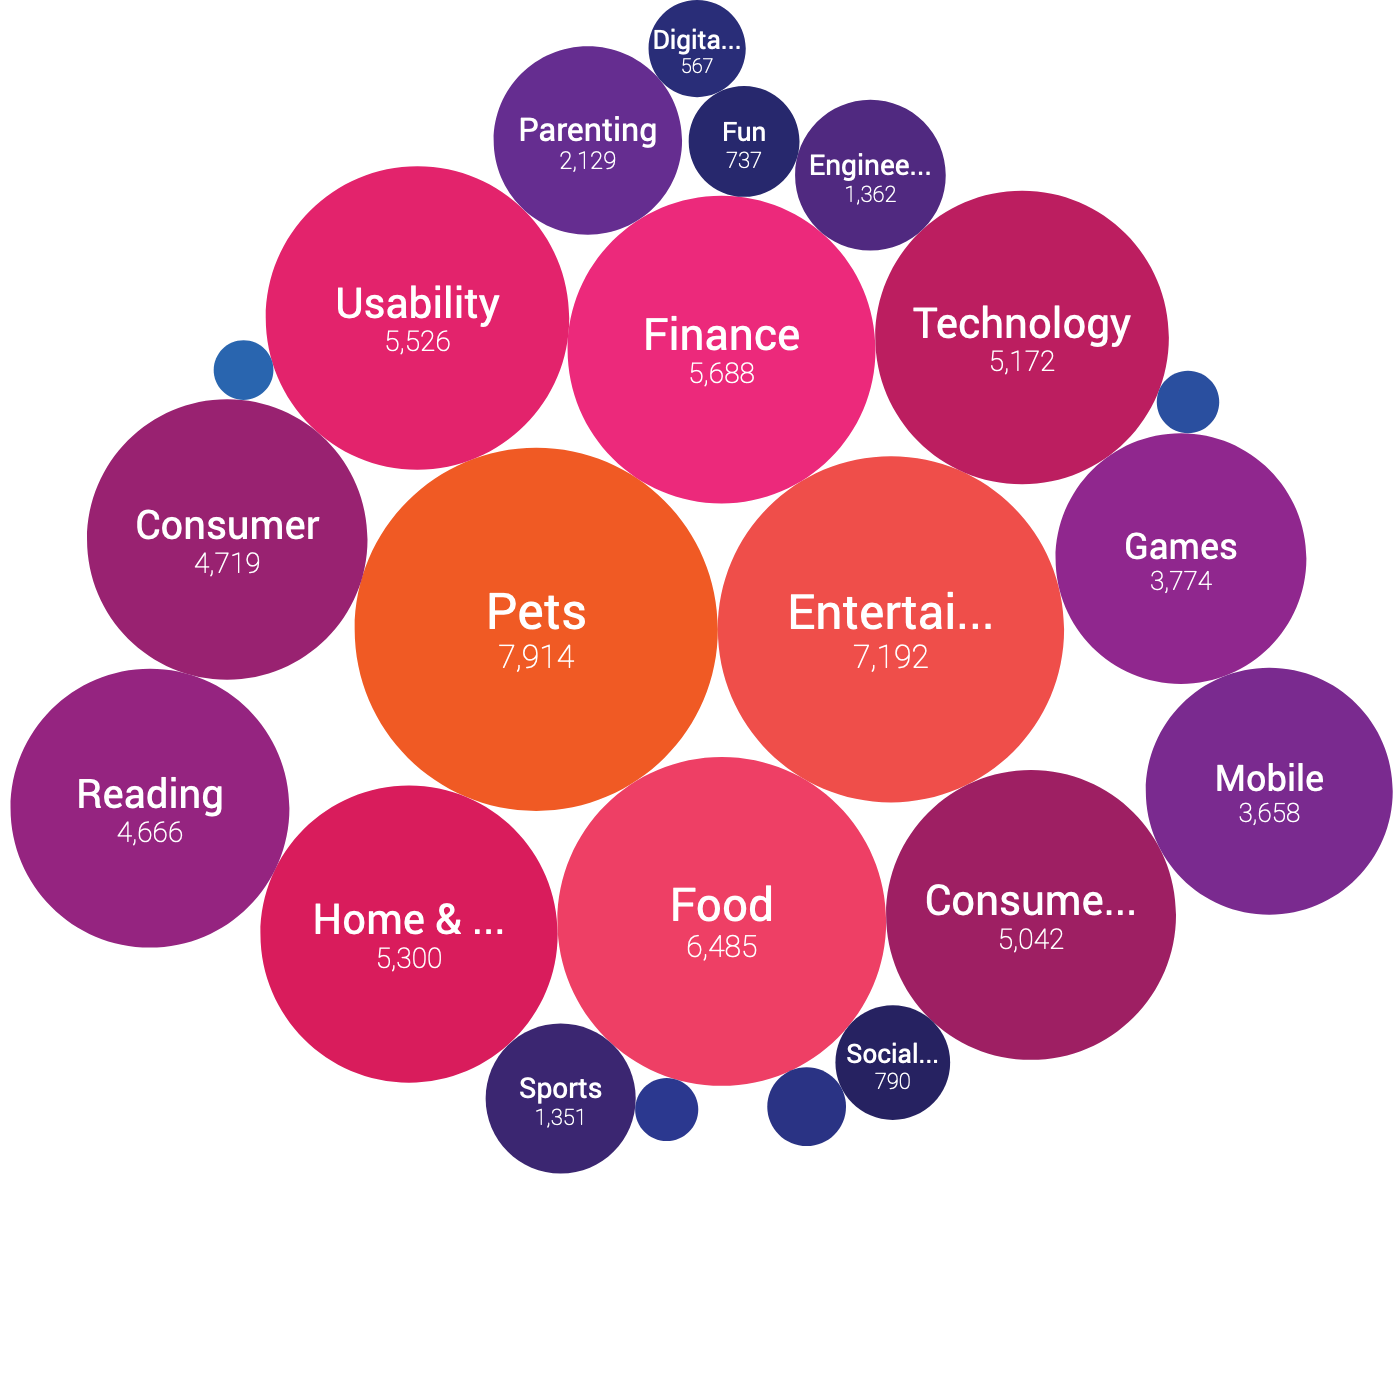 Digita...
567
Parenting
2,129
Fun
737
Enginee...
1,362
Usability
5,526
Finance
5,688
Technology
5,172
Consumer
4,719
Games
3,774
Pets
7,914
Entertai...
7,192
Reading
4,666
Mobile
3,658
Home & ...
5,300
Food
6,485
Consume...
5,042
Social...
790
Sports
1,351